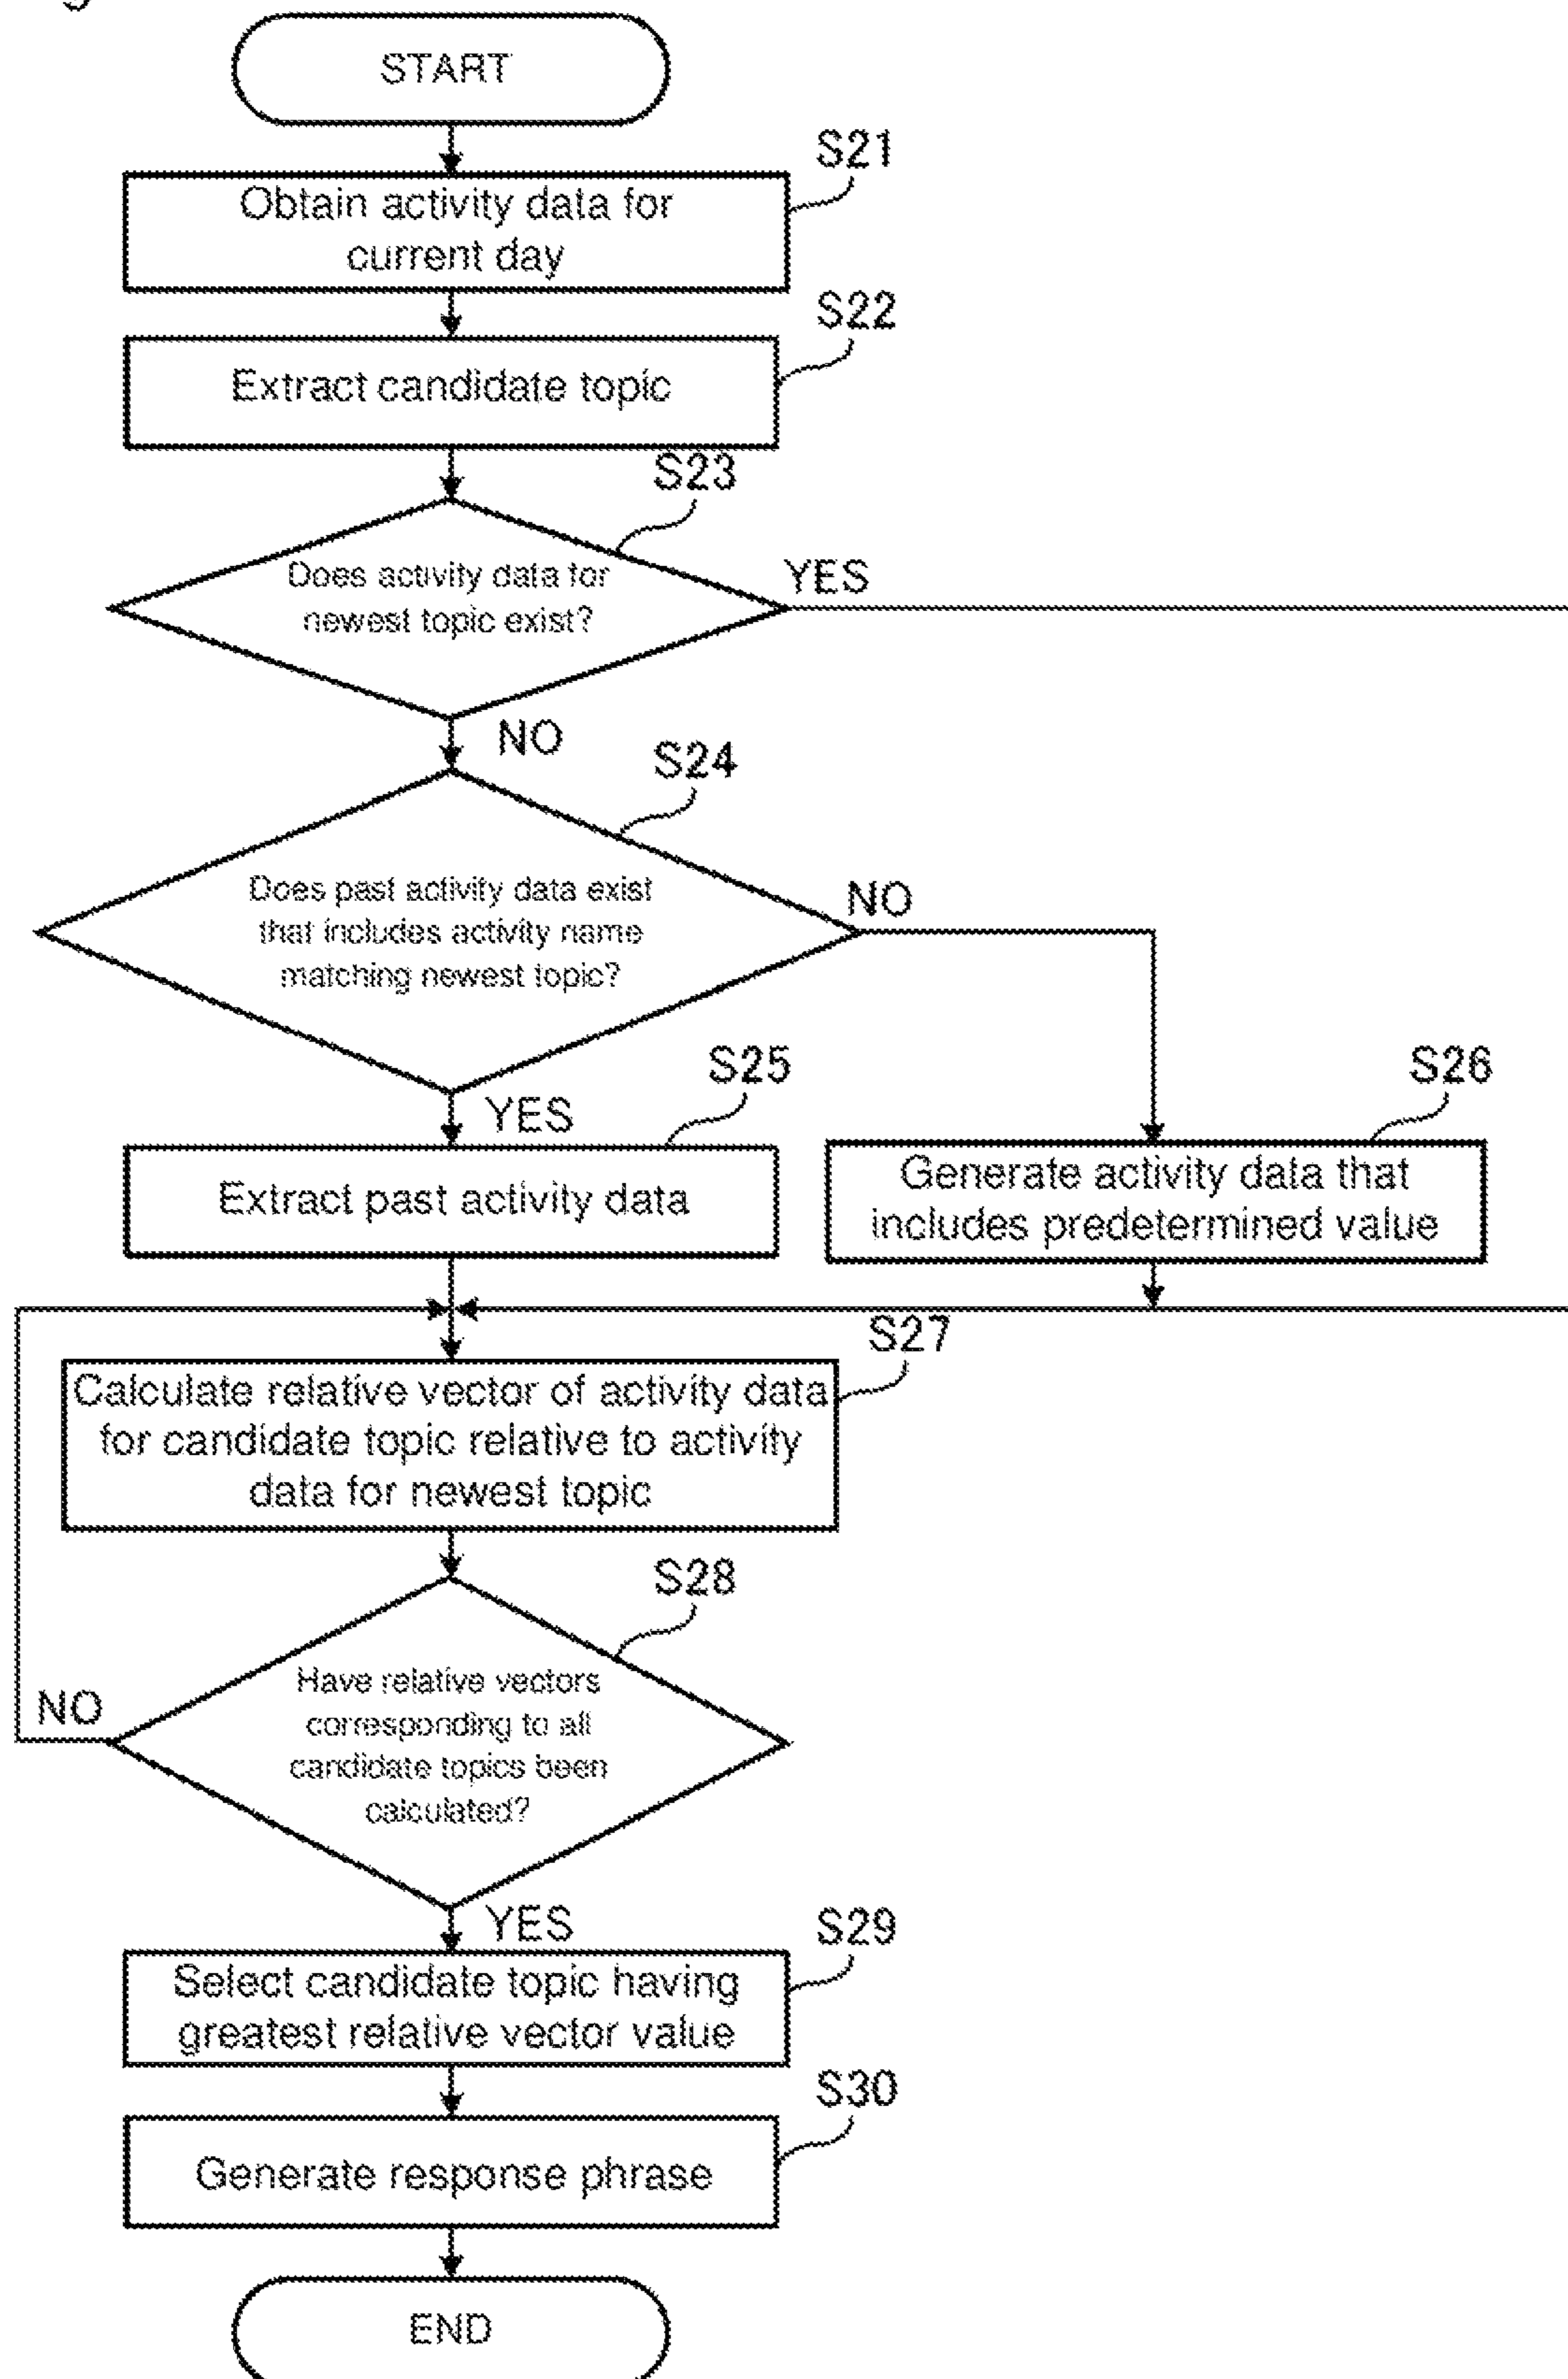 START
S21
Obtain activity data for
current day
S22
Extract candidate topic
S23
Does activity data for
newest topic exist?
YES
NO
S24
Does past activity data exist
that includes activity name
matching newest topic?
NO
YES
S25
Extract past activity data
S26
Generate activity data that
includes predetermined value
S27
Calculate relative vector of activity data
for candidate topic relative to activity
data for newest topic
S28
Have relative vectors
corresponding to all
candidate topics been
calculated?
NO
YES
S29
Select candidate topic having
greatest relative vector value
S30
Generate response phrase
END